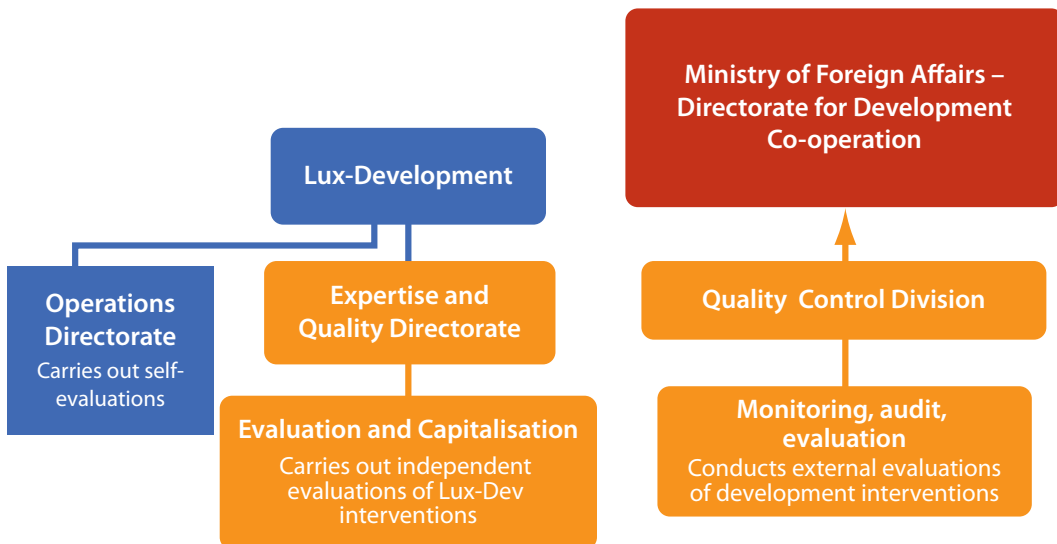 Ministry of Foreign Affairs –
Directorate for Development
Co-operation
Lux-Development
Operations
Directorate
Carries out self-
evaluations
Expertise and
Quality Directorate
Quality Control Division
Evaluation and Capitalisation
Carries out independent
evaluations of Lux-Dev
interventions
Monitoring, audit,
evaluation
Conducts external evaluations
of development interventions